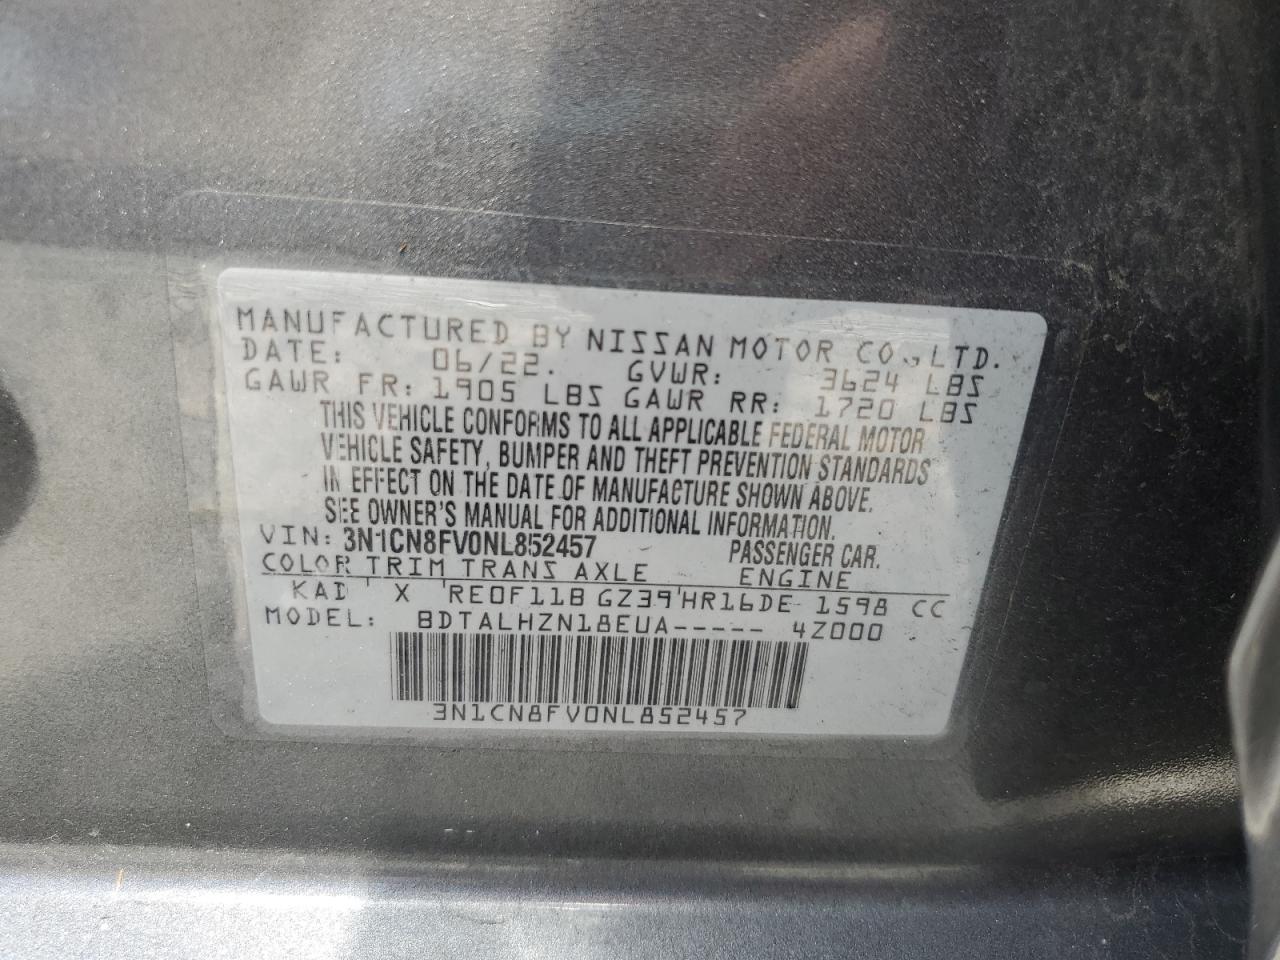 MANUFACTURED BY NISSAN MOTOR CO.,LTD.
DATE: 06/22. GVWR: 3624 LBS
GAWR FR: 1905 LBS GAWR RR: 1720 LBS
THIS VEHICLE CONFORMS TO ALL APPLICABLE FEDERAL MOTOR
VEHICLE SAFETY, BUMPER AND THEFT PREVENTION STANDARDS
IN EFFECT ON THE DATE OF MANUFACTURE SHOWN ABOVE.
SEE OWNER'S MANUAL FOR ADDITIONAL INFORMATION.
VIN: 3N1CN8FV0NL852457 PASSENGER CAR.
COLOR TRIM TRANS AXLE ENGINE
KAD X RE0F11B GZ39 HR16DE 1598 CC
MODEL: BDTALHZN18EUA----- 4Z000
3N1CN8FV0NL852457